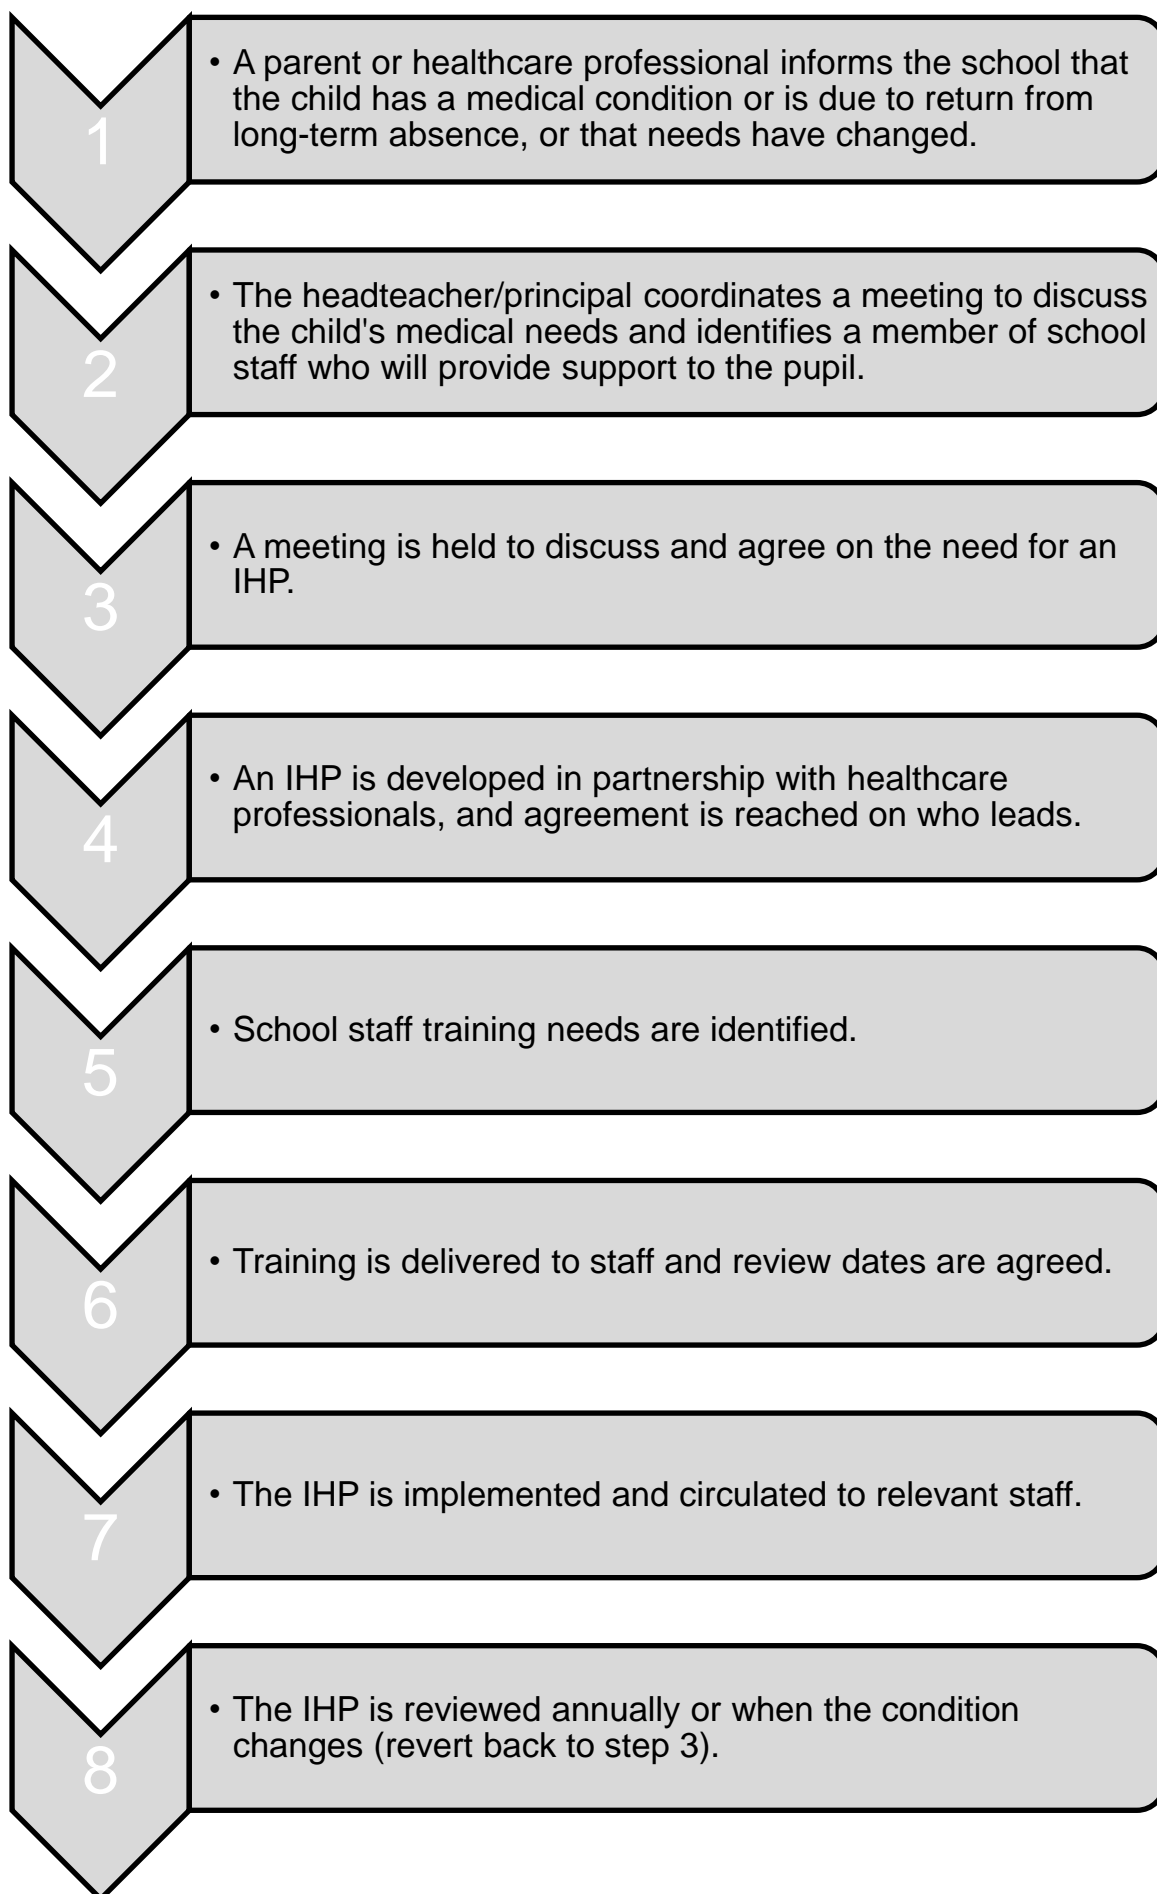 1
• A parent or healthcare professional informs the school that
the child has a medical condition or is due to return from
long-term absence, or that needs have changed.
2
• The headteacher/principal coordinates a meeting to discuss
the child's medical needs and identifies a member of school
staff who will provide support to the pupil.
3
• A meeting is held to discuss and agree on the need for an
IHP.
4
• An IHP is developed in partnership with healthcare
professionals, and agreement is reached on who leads.
5
• School staff training needs are identified.
6
• Training is delivered to staff and review dates are agreed.
7
• The IHP is implemented and circulated to relevant staff.
8
• The IHP is reviewed annually or when the condition
changes (revert back to step 3).